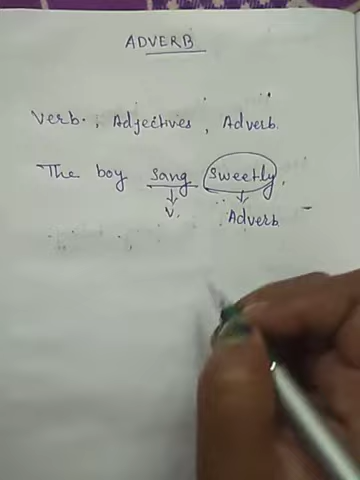 ADVERB
Verb., Adjectives, Adverb.
The boy sang sweetly.
V. Adverb